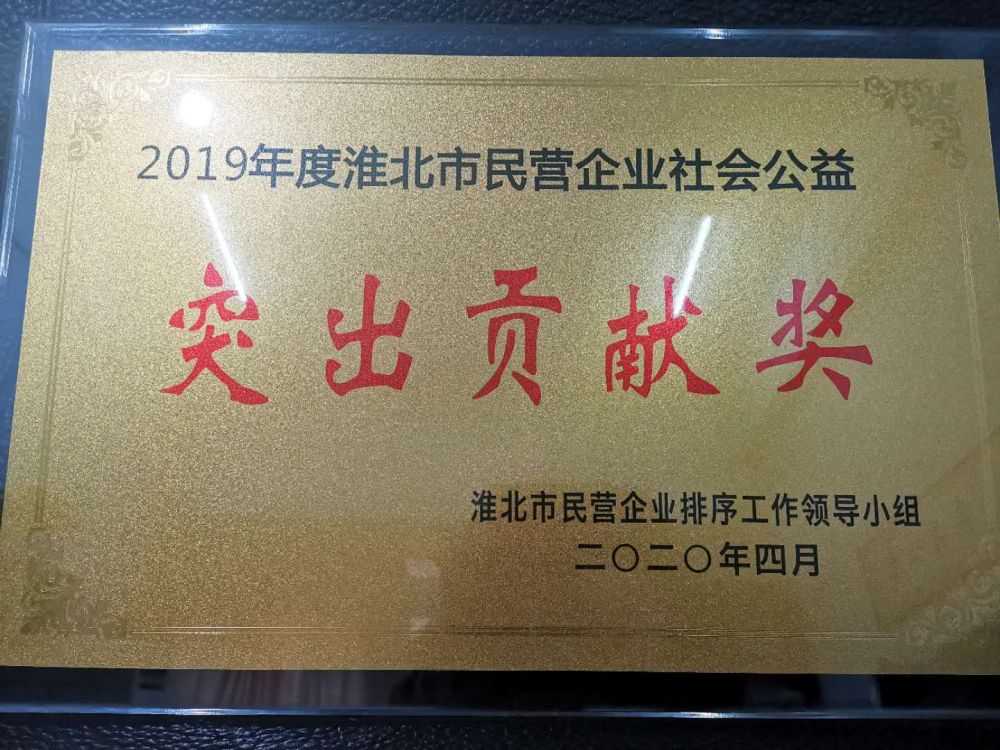 2019年度淮北市民营企业社会公益
突出贡献奖
淮北市民营企业排序工作领导小组
二〇二〇年四月